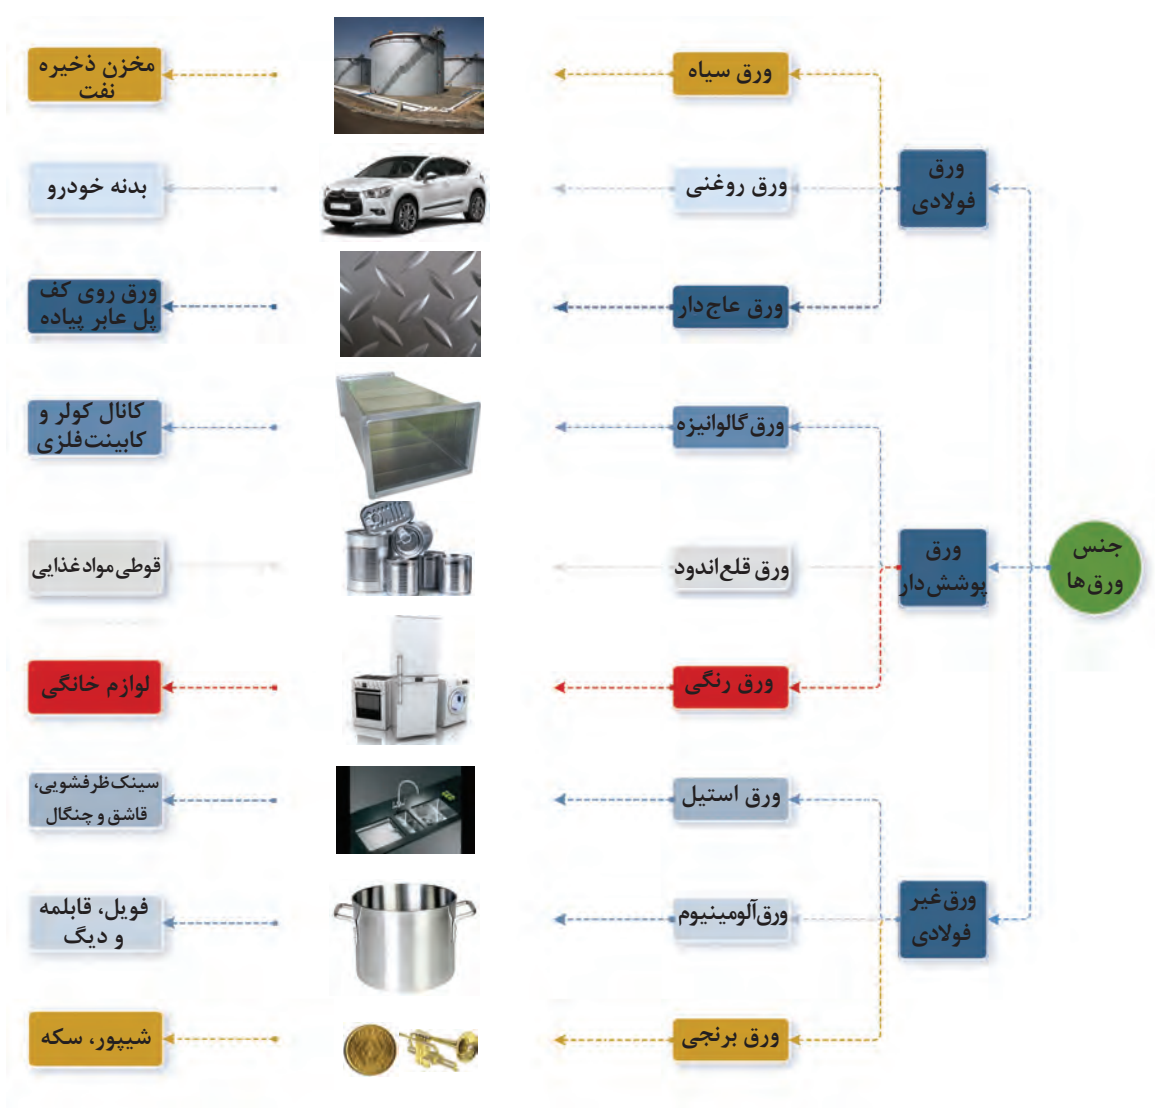 جنس
ورق‌ها
ورق
فولادی
ورق سیاه
مخزن ذخیره
نفت
ورق روغنی
بدنه خودرو
ورق عاج‌دار
ورق روی کف
پل عابر پیاده
ورق
پوشش‌دار
ورق گالوانیزه
کانال کولر و
کابینت فلزی
ورق قلع‌اندود
قوطی مواد غذایی
ورق رنگی
لوازم خانگی
ورق غیر
فولادی
ورق استیل
سینک ظرفشویی،
قاشق و چنگال
ورق آلومینیوم
فویل، قابلمه
و دیگ
ورق برنجی
شیپور، سکه